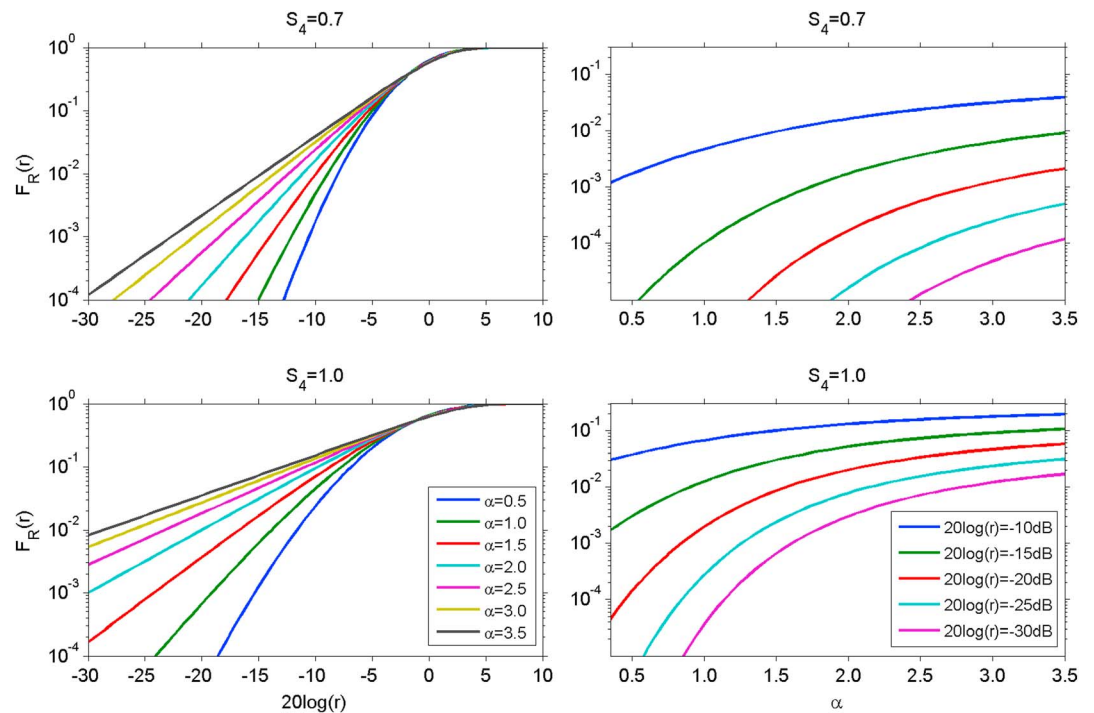 S4=0.7
10^0
10^-1
10^-2
10^-3
10^-4
F_R(r)
-30 -25 -20 -15 -10 -5 0 5 10
S4=0.7
10^-1
10^-2
10^-3
10^-4
0.5 1.0 1.5 2.0 2.5 3.0 3.5
S4=1.0
10^0
10^-1
10^-2
10^-3
10^-4
F_R(r)
α=0.5
α=1.0
α=1.5
α=2.0
α=2.5
α=3.0
α=3.5
-30 -25 -20 -15 -10 -5 0 5 10
20log(r)
S4=1.0
10^-1
10^-2
10^-3
10^-4
20log(r)=-10dB
20log(r)=-15dB
20log(r)=-20dB
20log(r)=-25dB
20log(r)=-30dB
0.5 1.0 1.5 2.0 2.5 3.0 3.5
α